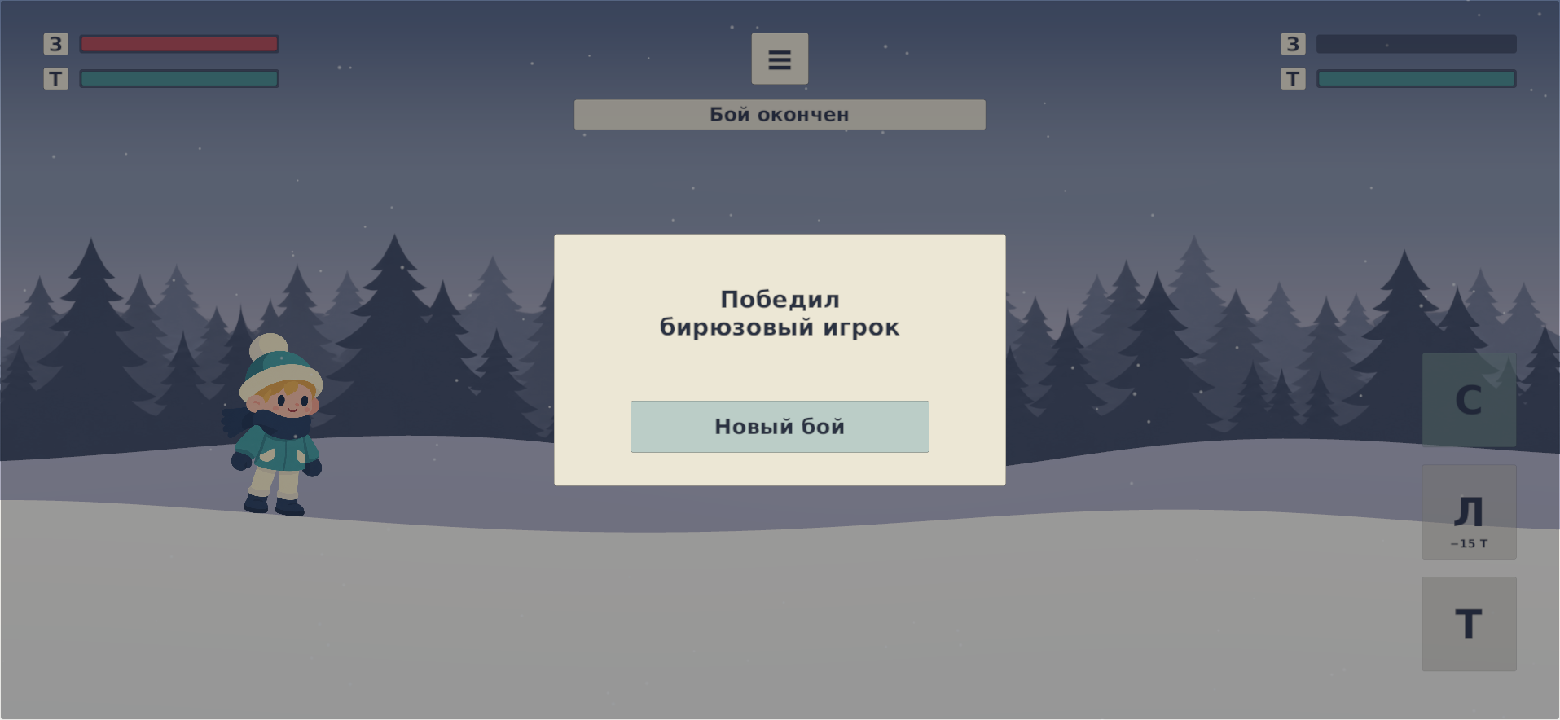 З
Т
☰
З
Т
Бой окончен
Победил
бирюзовый игрок
Новый бой
С
Л
−15 Т
Т